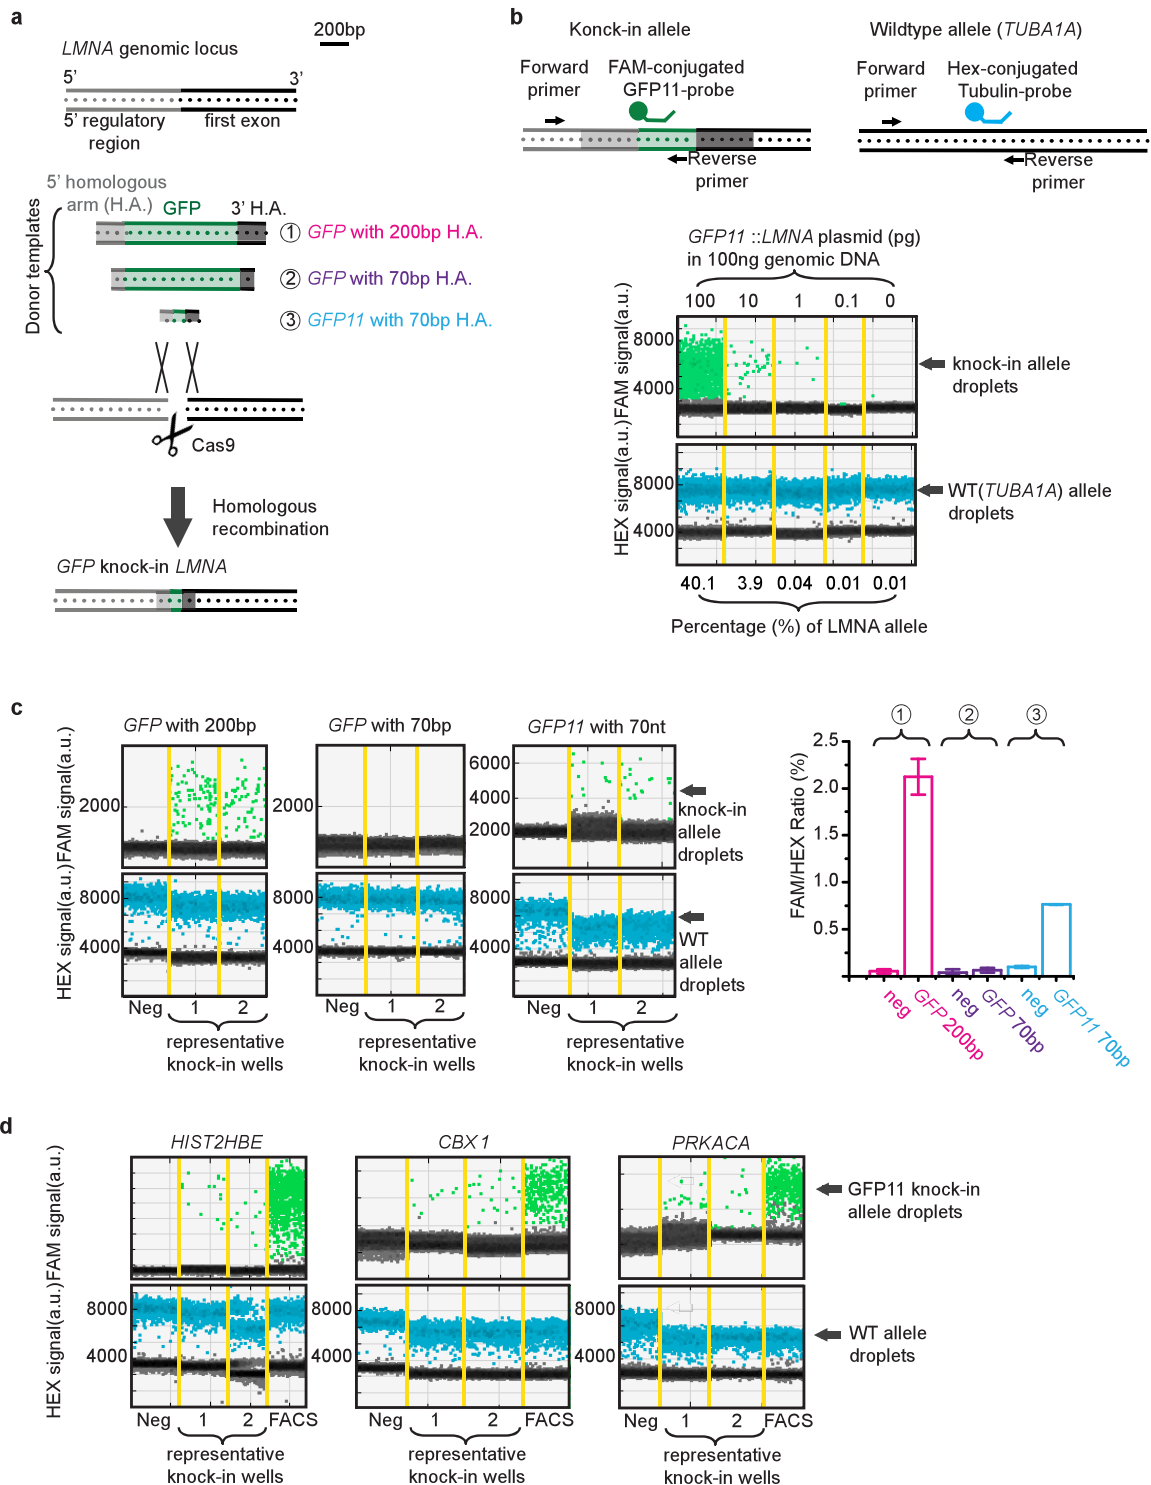 a
200bp
LMNA genomic locus
5’
3’
5’ regulatory
region
first exon
5’ homologous
arm (H.A.)
GFP
3’ H.A.
Donor templates
① GFP with 200bp H.A.
② GFP with 70bp H.A.
③ GFP11 with 70bp H.A.
Cas9
Homologous
recombination
GFP knock-in LMNA
b
Konck-in allele
Forward
primer
FAM-conjugated
GFP11-probe
Reverse
primer
Wildtype allele (TUBA1A)
Forward
primer
Hex-conjugated
Tubulin-probe
Reverse
primer
GFP11 ::LMNA plasmid (pg)
in 100ng genomic DNA
100 10 1 0.1 0
FAM signal(a.u.)
8000
4000
knock-in allele
droplets
HEX signal(a.u.)
8000
4000
WT(TUBA1A) allele
droplets
40.1 3.9 0.04 0.01 0.01
Percentage (%) of LMNA allele
c
GFP with 200bp
GFP with 70bp
GFP11 with 70nt
FAM signal(a.u.)
2000
2000
6000
4000
2000
knock-in
allele
droplets
HEX signal(a.u.)
8000
4000
8000
4000
8000
4000
WT
allele
droplets
Neg 1 2
representative
knock-in wells
Neg 1 2
representative
knock-in wells
Neg 1 2
representative
knock-in wells
① ② ③
FAM/HEX Ratio (%)
2.5
2.0
1.5
1.0
0.5
neg
GFP 200bp
neg
GFP 70bp
neg
GFP11 70bp
d
HIST2HBE
CBX1
PRKACA
FAM signal(a.u.)
GFP11 knock-in
allele droplets
HEX signal(a.u.)
8000
4000
8000
4000
8000
4000
WT allele
droplets
Neg 1 2 FACS
representative
knock-in wells
Neg 1 2 FACS
representative
knock-in wells
Neg 1 2 FACS
representative
knock-in wells